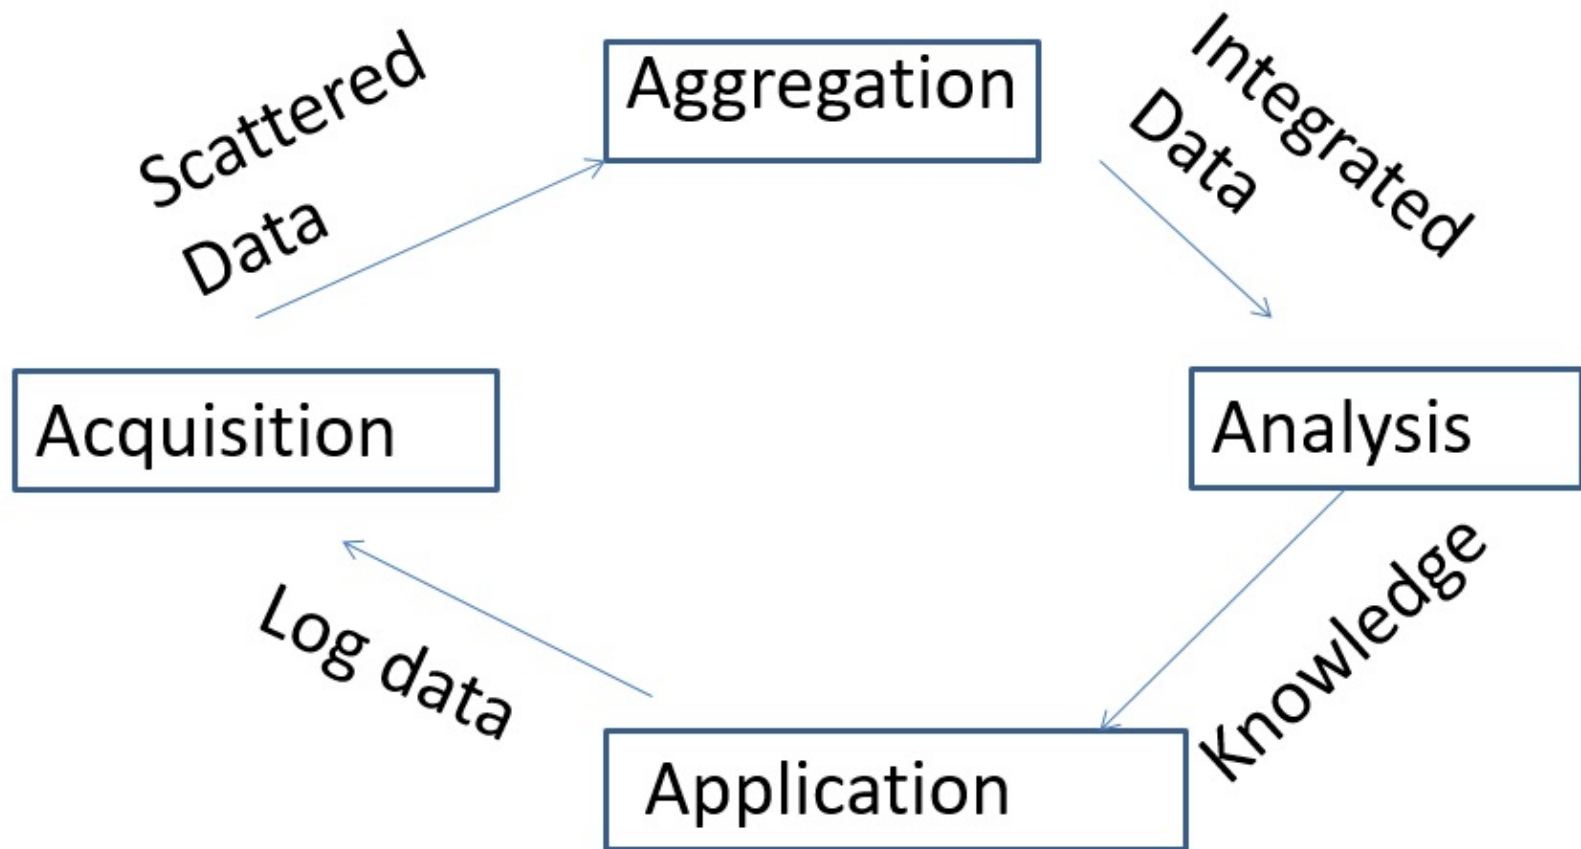 Aggregation
Scattered
Data
Integrated
Data
Acquisition
Analysis
Log data
Knowledge
Application